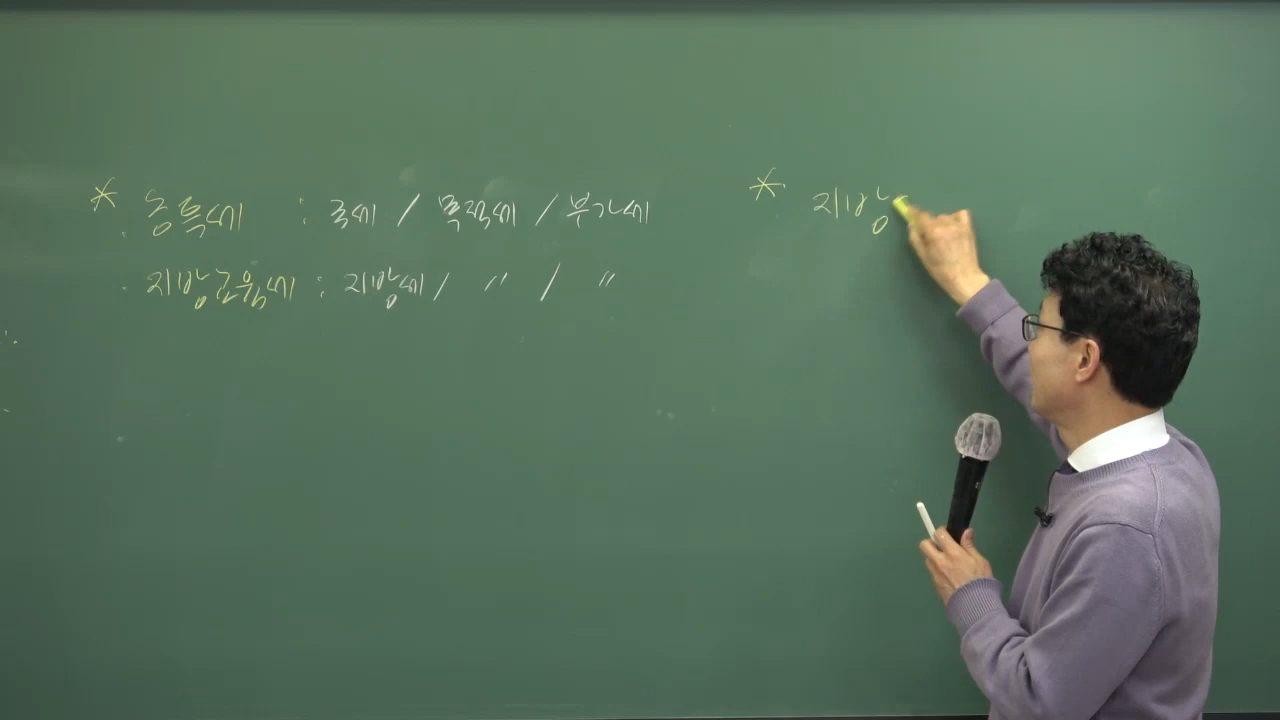 * 농특세 : 국세 / 목적세 / 부가세
· 지방교육세 : 지방세 / 〃 / 〃
* 지방